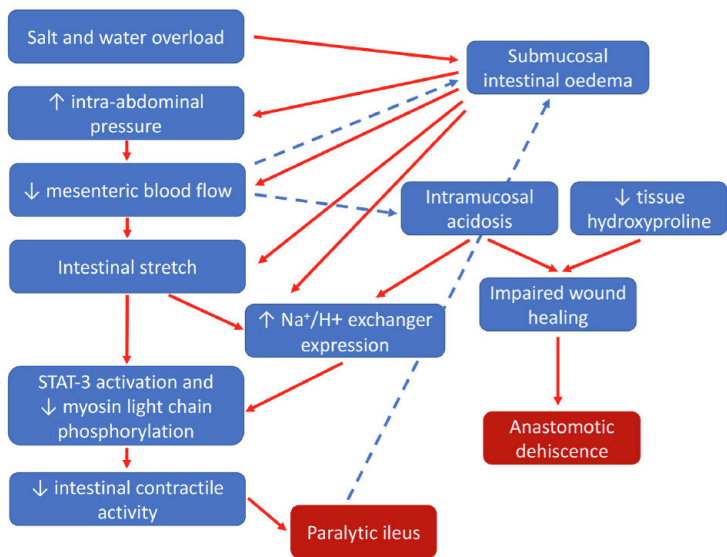 Salt and water overload
Submucosal
intestinal oedema
↑ intra-abdominal
pressure
↓ mesenteric blood flow
Intramucosal
acidosis
↓ tissue
hydroxyproline
Intestinal stretch
↑ Na⁺/H+ exchanger
expression
Impaired wound
healing
STAT-3 activation and
↓ myosin light chain
phosphorylation
Anastomotic
dehiscence
↓ intestinal contractile
activity
Paralytic ileus